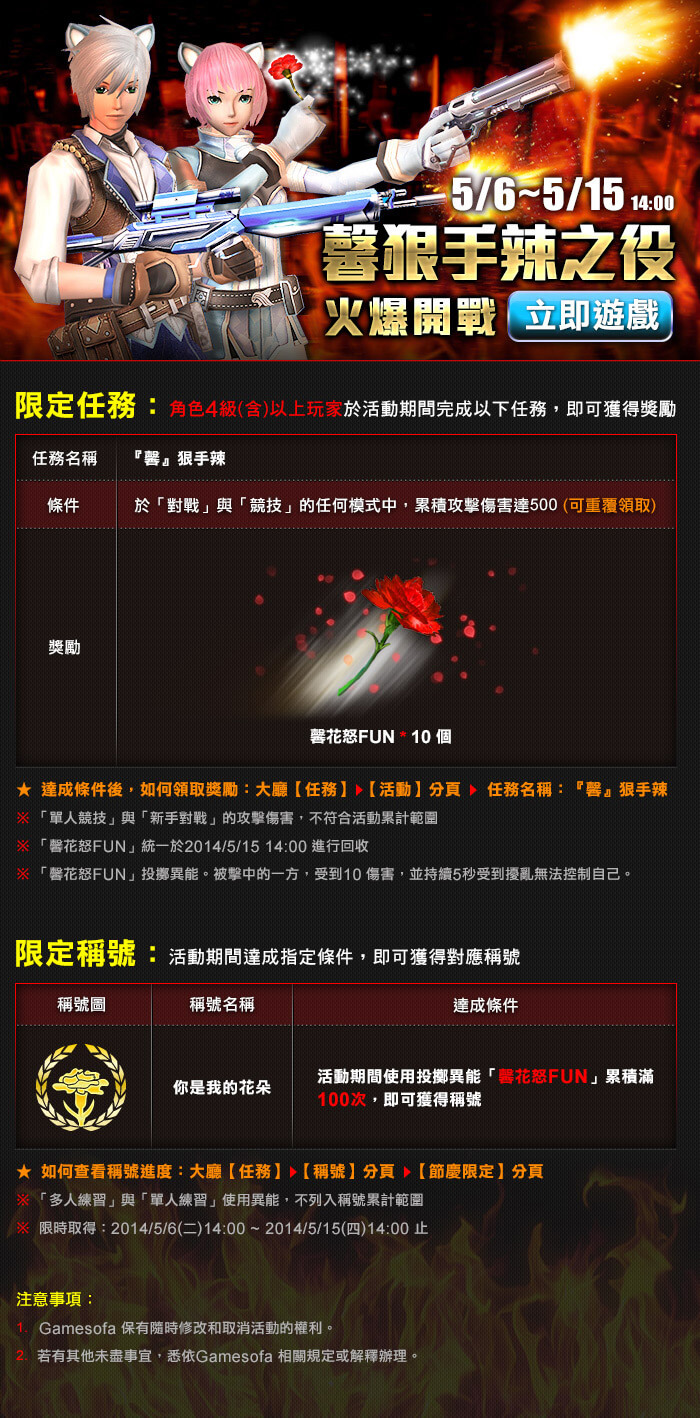 5/6~5/15 14:00
馨狠手辣之役
火爆開戰 立即遊戲
限定任務： 角色4級(含)以上玩家於活動期間完成以下任務，即可獲得獎勵
任務名稱 『馨』狠手辣
條件 於「對戰」與「競技」的任何模式中，累積攻擊傷害達500 (可重覆領取)
獎勵
馨花怒FUN * 10 個
★ 達成條件後，如何領取獎勵：大廳【任務】▶【活動】分頁 ▶ 任務名稱：『馨』狠手辣
※ 「單人競技」與「新手對戰」的攻擊傷害，不符合活動累計範圍
※ 「馨花怒FUN」統一於2014/5/15 14:00 進行回收
※ 「馨花怒FUN」投擲異能。被擊中的一方，受到10 傷害，並持續5秒受到擾亂無法控制自己。
限定稱號： 活動期間達成指定條件，即可獲得對應稱號
稱號圖 稱號名稱 達成條件
你是我的花朵
活動期間使用投擲異能「馨花怒FUN」累積滿
100次，即可獲得稱號
★ 如何查看稱號進度：大廳【任務】▶【稱號】分頁 ▶【節慶限定】分頁
※ 「多人練習」與「單人練習」使用異能，不列入稱號累計範圍
※ 限時取得：2014/5/6(二)14:00 ~ 2014/5/15(四)14:00 止
注意事項：
1. Gamesofa 保有隨時修改和取消活動的權利。
2. 若有其他未盡事宜，悉依Gamesofa 相關規定或解釋辦理。